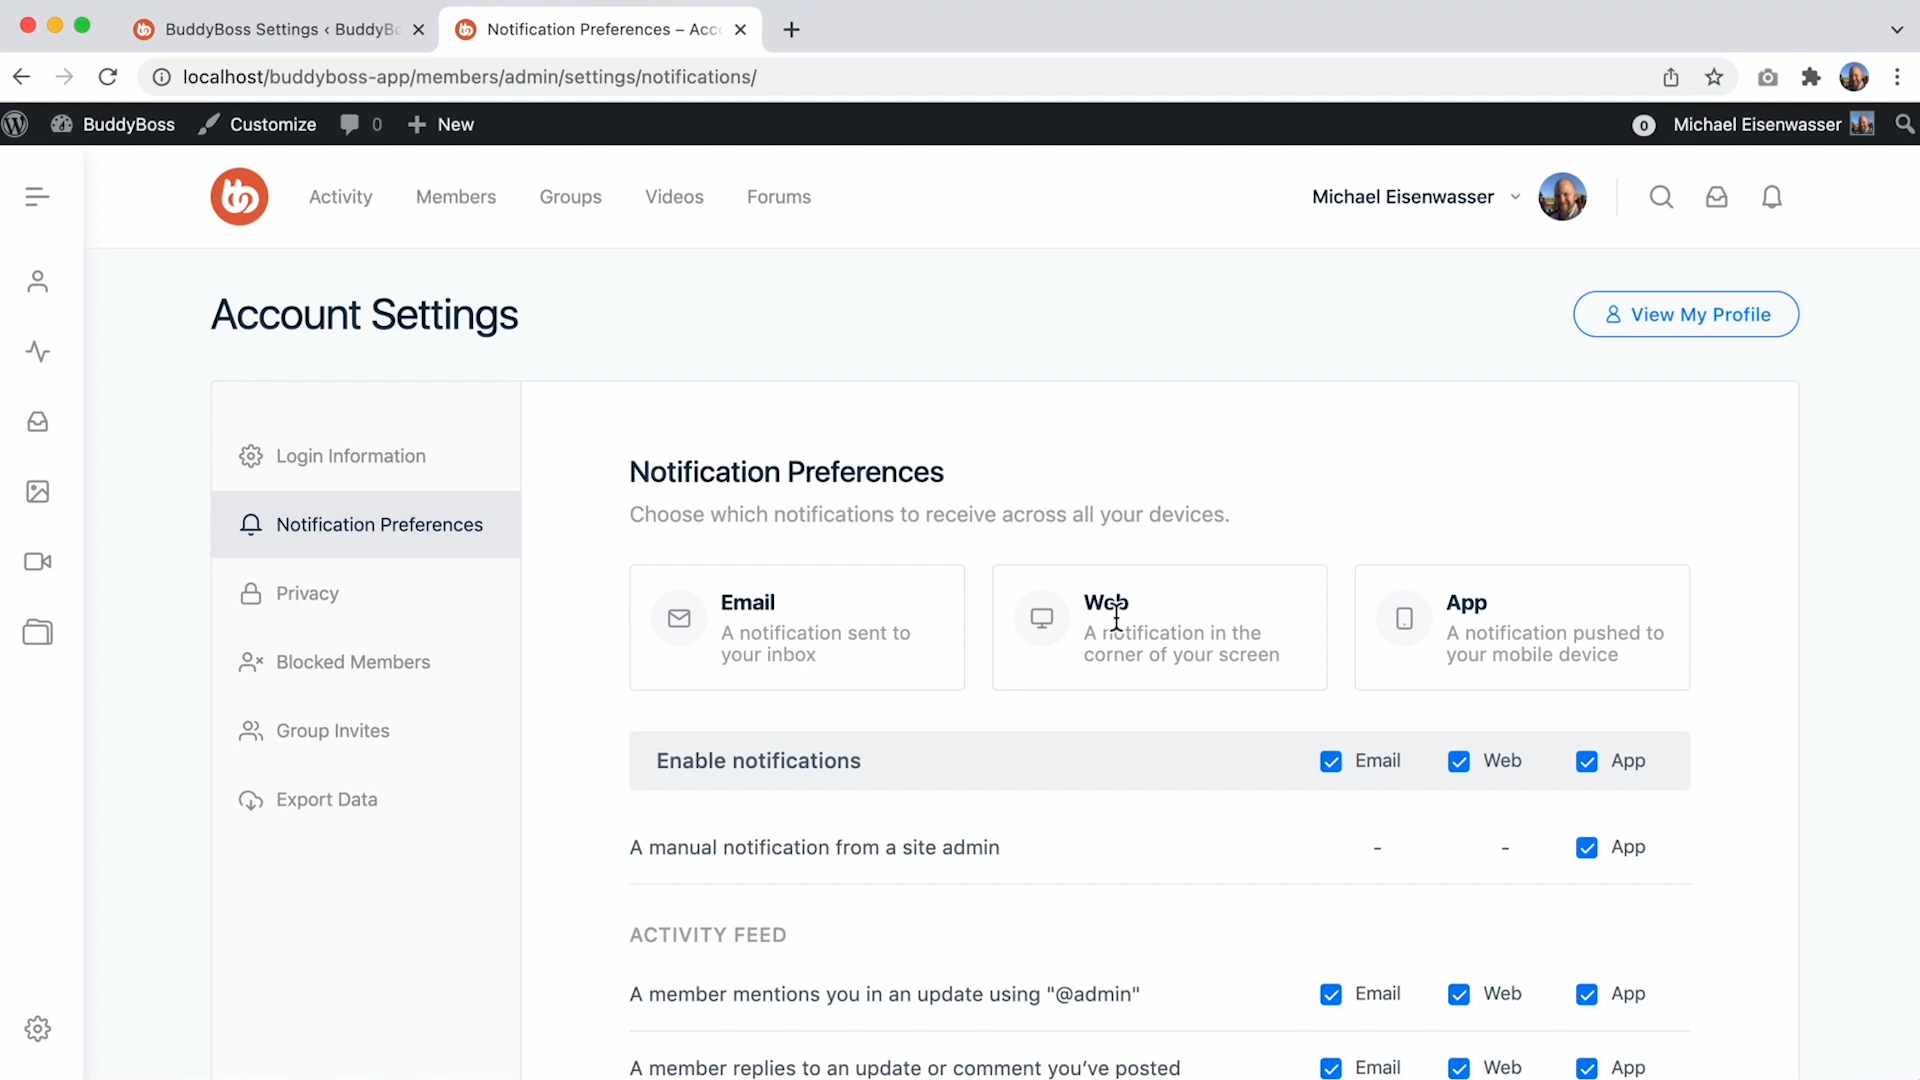 BuddyBoss Settings ‹ BuddyBo
Notification Preferences – Acco
localhost/buddyboss-app/members/admin/settings/notifications/
BuddyBoss
Customize
0
New
0
Michael Eisenwasser
Activity
Members
Groups
Videos
Forums
Michael Eisenwasser
Account Settings
View My Profile
Login Information
Notification Preferences
Privacy
Blocked Members
Group Invites
Export Data
Notification Preferences
Choose which notifications to receive across all your devices.
Email
A notification sent to
your inbox
Web
A notification in the
corner of your screen
App
A notification pushed to
your mobile device
Enable notifications
Email
Web
App
A manual notification from a site admin
-
-
App
ACTIVITY FEED
A member mentions you in an update using "@admin"
Email
Web
App
A member replies to an update or comment you've posted
Email
Web
App